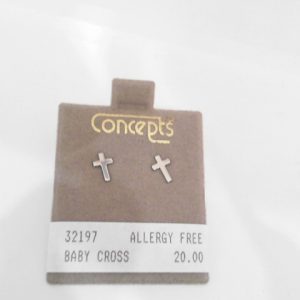 Concepts
32197 ALLERGY FREE
BABY CROSS 20.00